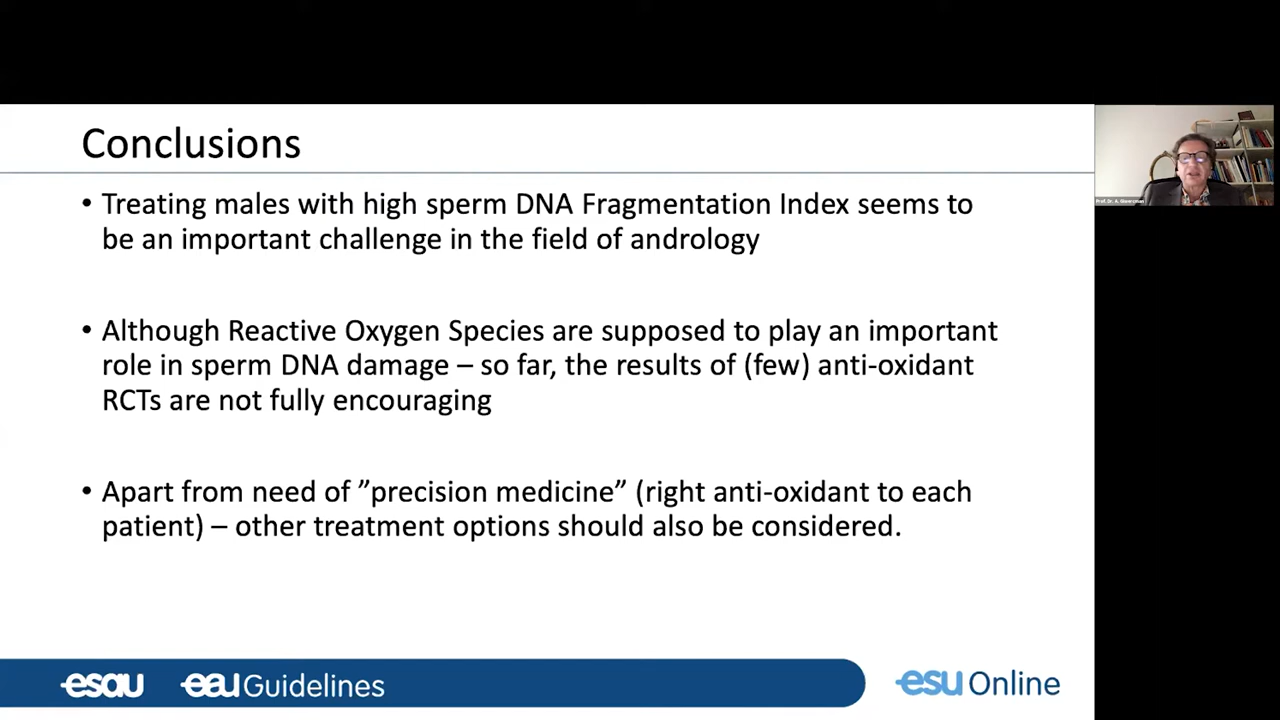 Conclusions
• Treating males with high sperm DNA Fragmentation Index seems to
be an important challenge in the field of andrology
• Although Reactive Oxygen Species are supposed to play an important
role in sperm DNA damage – so far, the results of (few) anti-oxidant
RCTs are not fully encouraging
• Apart from need of ”precision medicine” (right anti-oxidant to each
patient) – other treatment options should also be considered.
Prof. Dr. A. Giwercman
esau eau Guidelines esu Online